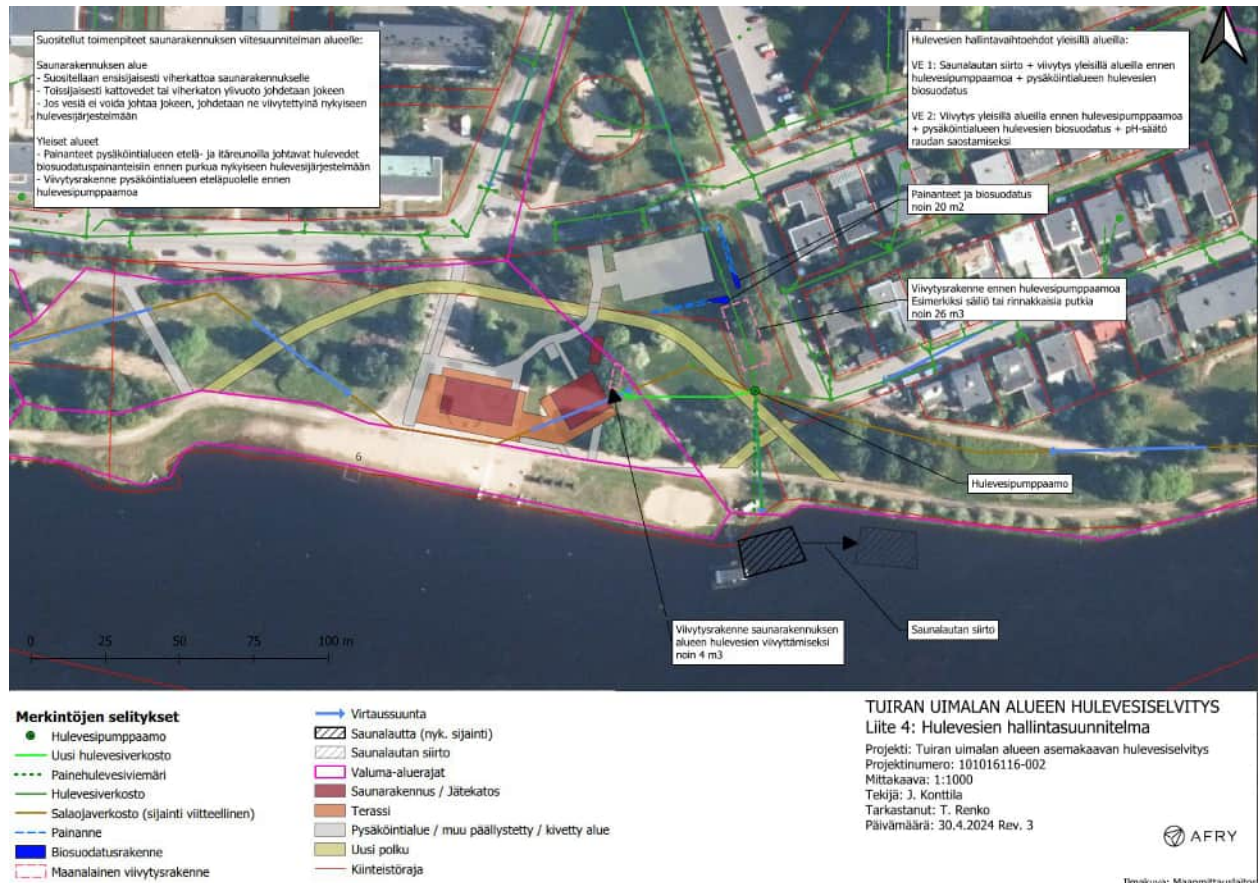 Suositellut toimenpiteet saunarakennuksen viitesuunnitelman alueelle:
Saunarakennuksen alue
- Suositellaan ensisijaisesti viherkattoa saunarakennukselle
- Toissijaisesti kattovedet tai viherkaton ylivuoto johdetaan jokeen
- Jos vesiä ei voida johtaa jokeen, johdetaan ne viivytettyinä nykyiseen
hulevesijärjestelmään
Yleiset alueet
- Painanteet pysäköintialueen etelä- ja itäreunoilla johtavat hulevedet
biosuodatuspainanteisiin ennen purkua nykyiseen hulevesijärjestelmään
- Viivytysrakenne pysäköintialueen eteläpuolelle ennen
hulevesipumppaamoa
Hulevesien hallintavaihtoehdot yleisillä alueilla:
VE 1: Saunalautan siirto + viivytys yleisillä alueilla ennen
hulevesipumppaamoa + pysäköintialueen hulevesien
biosuodatus
VE 2: Viivytys yleisillä alueilla ennen hulevesipumppaamoa
+ pysäköintialueen hulevesien biosuodatus + pH-säätö
raudan saostamiseksi
Painanteet ja biosuodatus
noin 20 m2
Viivytysrakenne ennen hulevesipumppaamoa
Esimerkiksi säiliö tai rinnakkaisia putkia
noin 26 m3
6
Hulevesipumppaamo
Viivytysrakenne saunarakennuksen
alueen hulevesien viivyttämiseksi
noin 4 m3
Saunalautan siirto
0 25 50 75 100 m
Merkintöjen selitykset
Hulevesipumppaamo
Uusi hulevesiverkosto
Painehulevesiviemäri
Hulevesiverkosto
Salaojaverkosto (sijainti viitteellinen)
Painanne
Biosuodatusrakenne
Maanalainen viivytysrakenne
Virtaussuunta
Saunalautta (nyk. sijainti)
Saunalautan siirto
Valuma-aluerajat
Saunarakennus / Jätekatos
Terassi
Pysäköintialue / muu päällystetty / kivetty alue
Uusi polku
Kiinteistöraja
TUIRAN UIMALAN ALUEEN HULEVESISELVITYS
Liite 4: Hulevesien hallintasuunnitelma
Projekti: Tuiran uimalan alueen asemakaavan hulevesiselvitys
Projektinumero: 101016116-002
Mittakaava: 1:1000
Tekijä: J. Konttila
Tarkastanut: T. Renko
Päivämäärä: 30.4.2024 Rev. 3
AFRY
Ilmakuva: Maanmittauslaitos